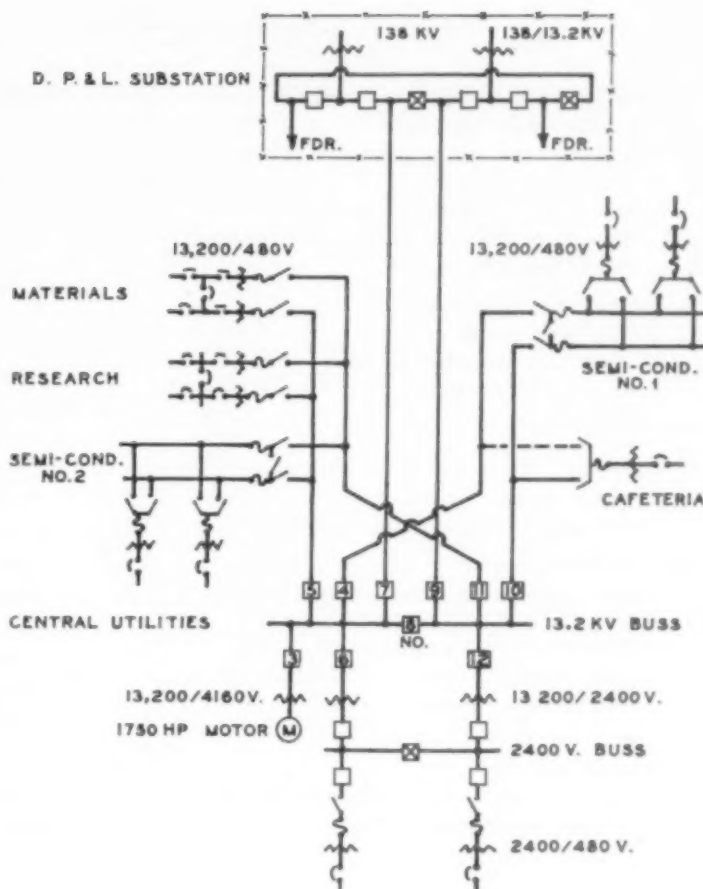 138 KV
138/13.2KV
D. P. & L. SUBSTATION
FDR.
FDR.
13,200/480V
13,200/480V
MATERIALS
RESEARCH
SEMI-COND.
NO.1
SEMI-COND.
NO.2
CAFETERIA
5
4
7
9
11
10
CENTRAL UTILITIES
8
13.2 KV BUSS
NO.
3
6
12
13,200/4160V.
13 200/2400 V.
1750 HP MOTOR
M
2400 V. BUSS
2400/480 V.